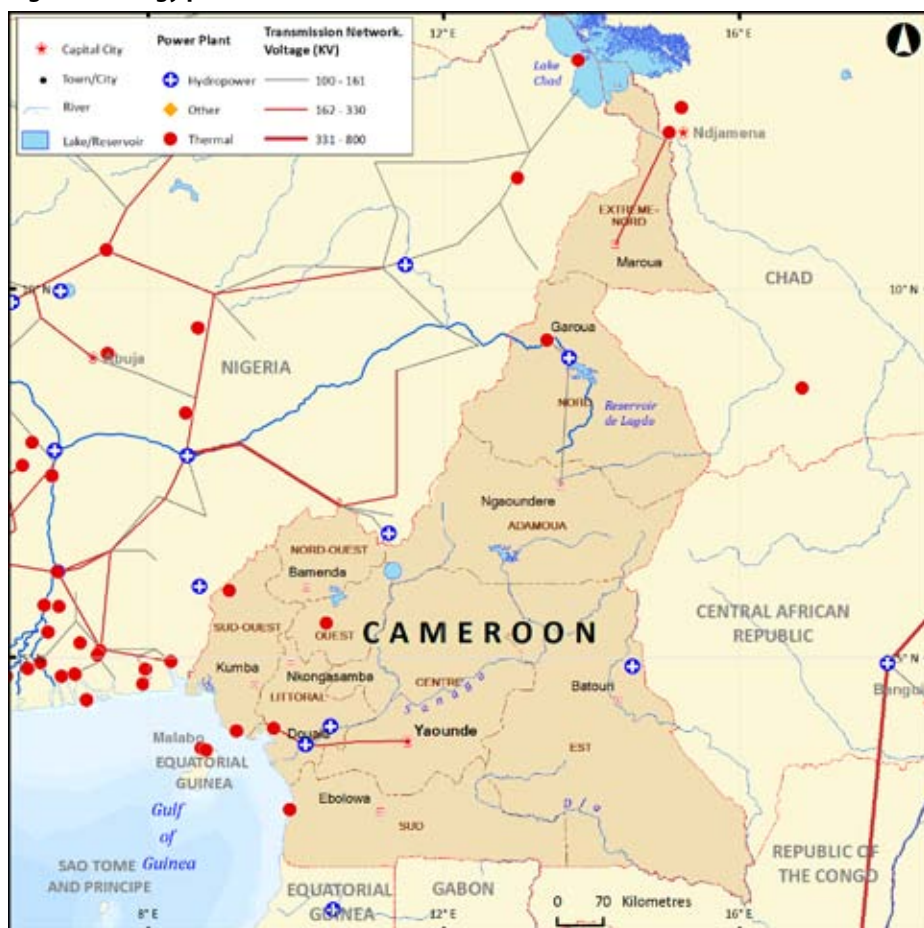 12° E
16° E
Capital City
Town/City
River
Lake/Reservoir
Power Plant
Hydropower
Other
Thermal
Transmission Network.
Voltage (KV)
100 - 161
162 - 330
331 - 800
Lake
Chad
Ndjamena
EXTREME-
NORD
Maroua
CHAD
10° N
10° N
Garoua
Abuja
NIGERIA
NORD
Reservoir
de Lagdo
Ngaoundere
ADAMOUA
NORD-OUEST
Bamenda
CENTRAL AFRICAN
REPUBLIC
SUD-OUEST
OUEST
CAMEROON
Kumba
Nkongsamba
CENTRE
Sanaga
Batouri
5° N
LITTORAL
Malabo
Douala
Yaounde
EQUATORIAL
GUINEA
EST
Ebolowa
SUD
Gulf
of
Guinea
SAO TOME
AND PRINCIPE
REPUBLIC OF
THE CONGO
EQUATORIAL
GUINEA
GABON
0 70 Kilometres
8° E
12° E
16° E